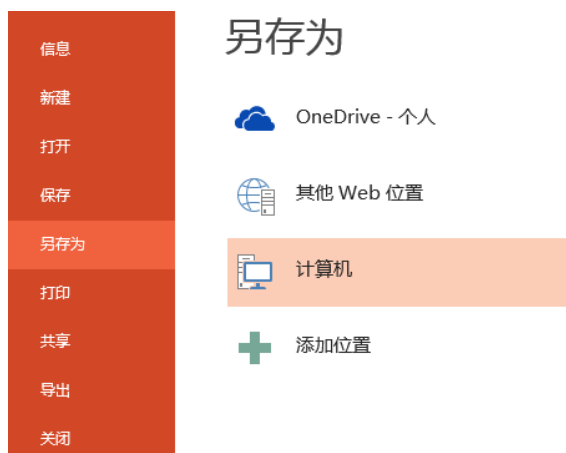 信息
新建
打开
保存
另存为
打印
共享
导出
关闭
另存为
OneDrive - 个人
其他 Web 位置
计算机
添加位置